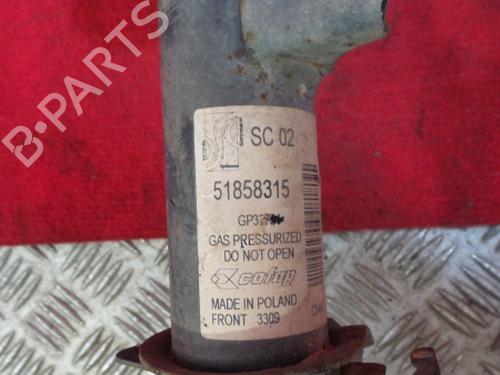 B-PARTS
SC 02
51858315
GAS PRESSURIZED
DO NOT OPEN
cofap
MADE IN POLAND
FRONT 3309